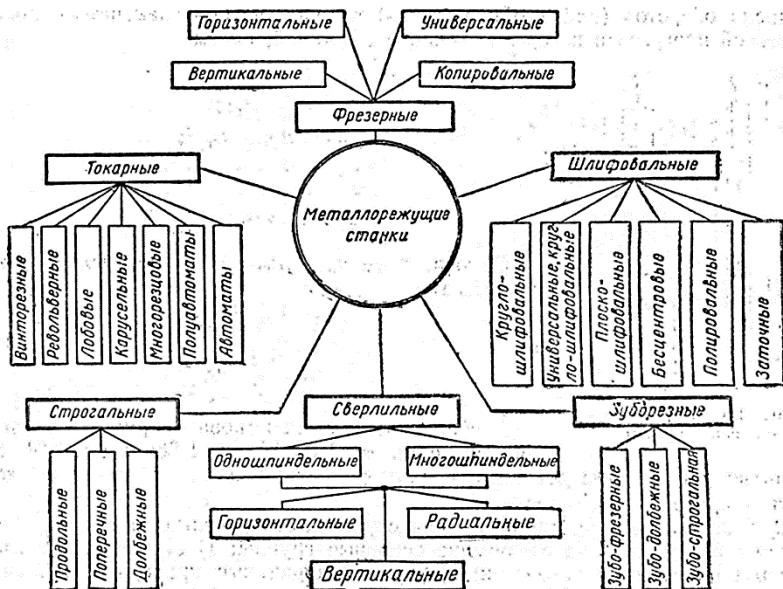 Горизонтальные
Универсальные
Вертикальные
Копировальные
Фрезерные
Токарные
Шлифовальные
Металлорежущие
станки
Винторезные
Револьверные
Лобовые
Карусельные
Многорезцовые
Полуавтоматы
Автоматы
Кругло-
шлифовальные
Универсальные, круг
ло-шлифовальные
Плоско-
шлифовальные
Бесцентровые
Полировальные
Заточные
Строгальные
Сверлильные
Зуборезные
Продольные
Поперечные
Долбежные
Одношпиндельные
Многошпиндельные
Горизонтальные
Радиальные
Вертикальные
Зубо-фрезерные
Зубо-долбежные
Зубо-строгальная